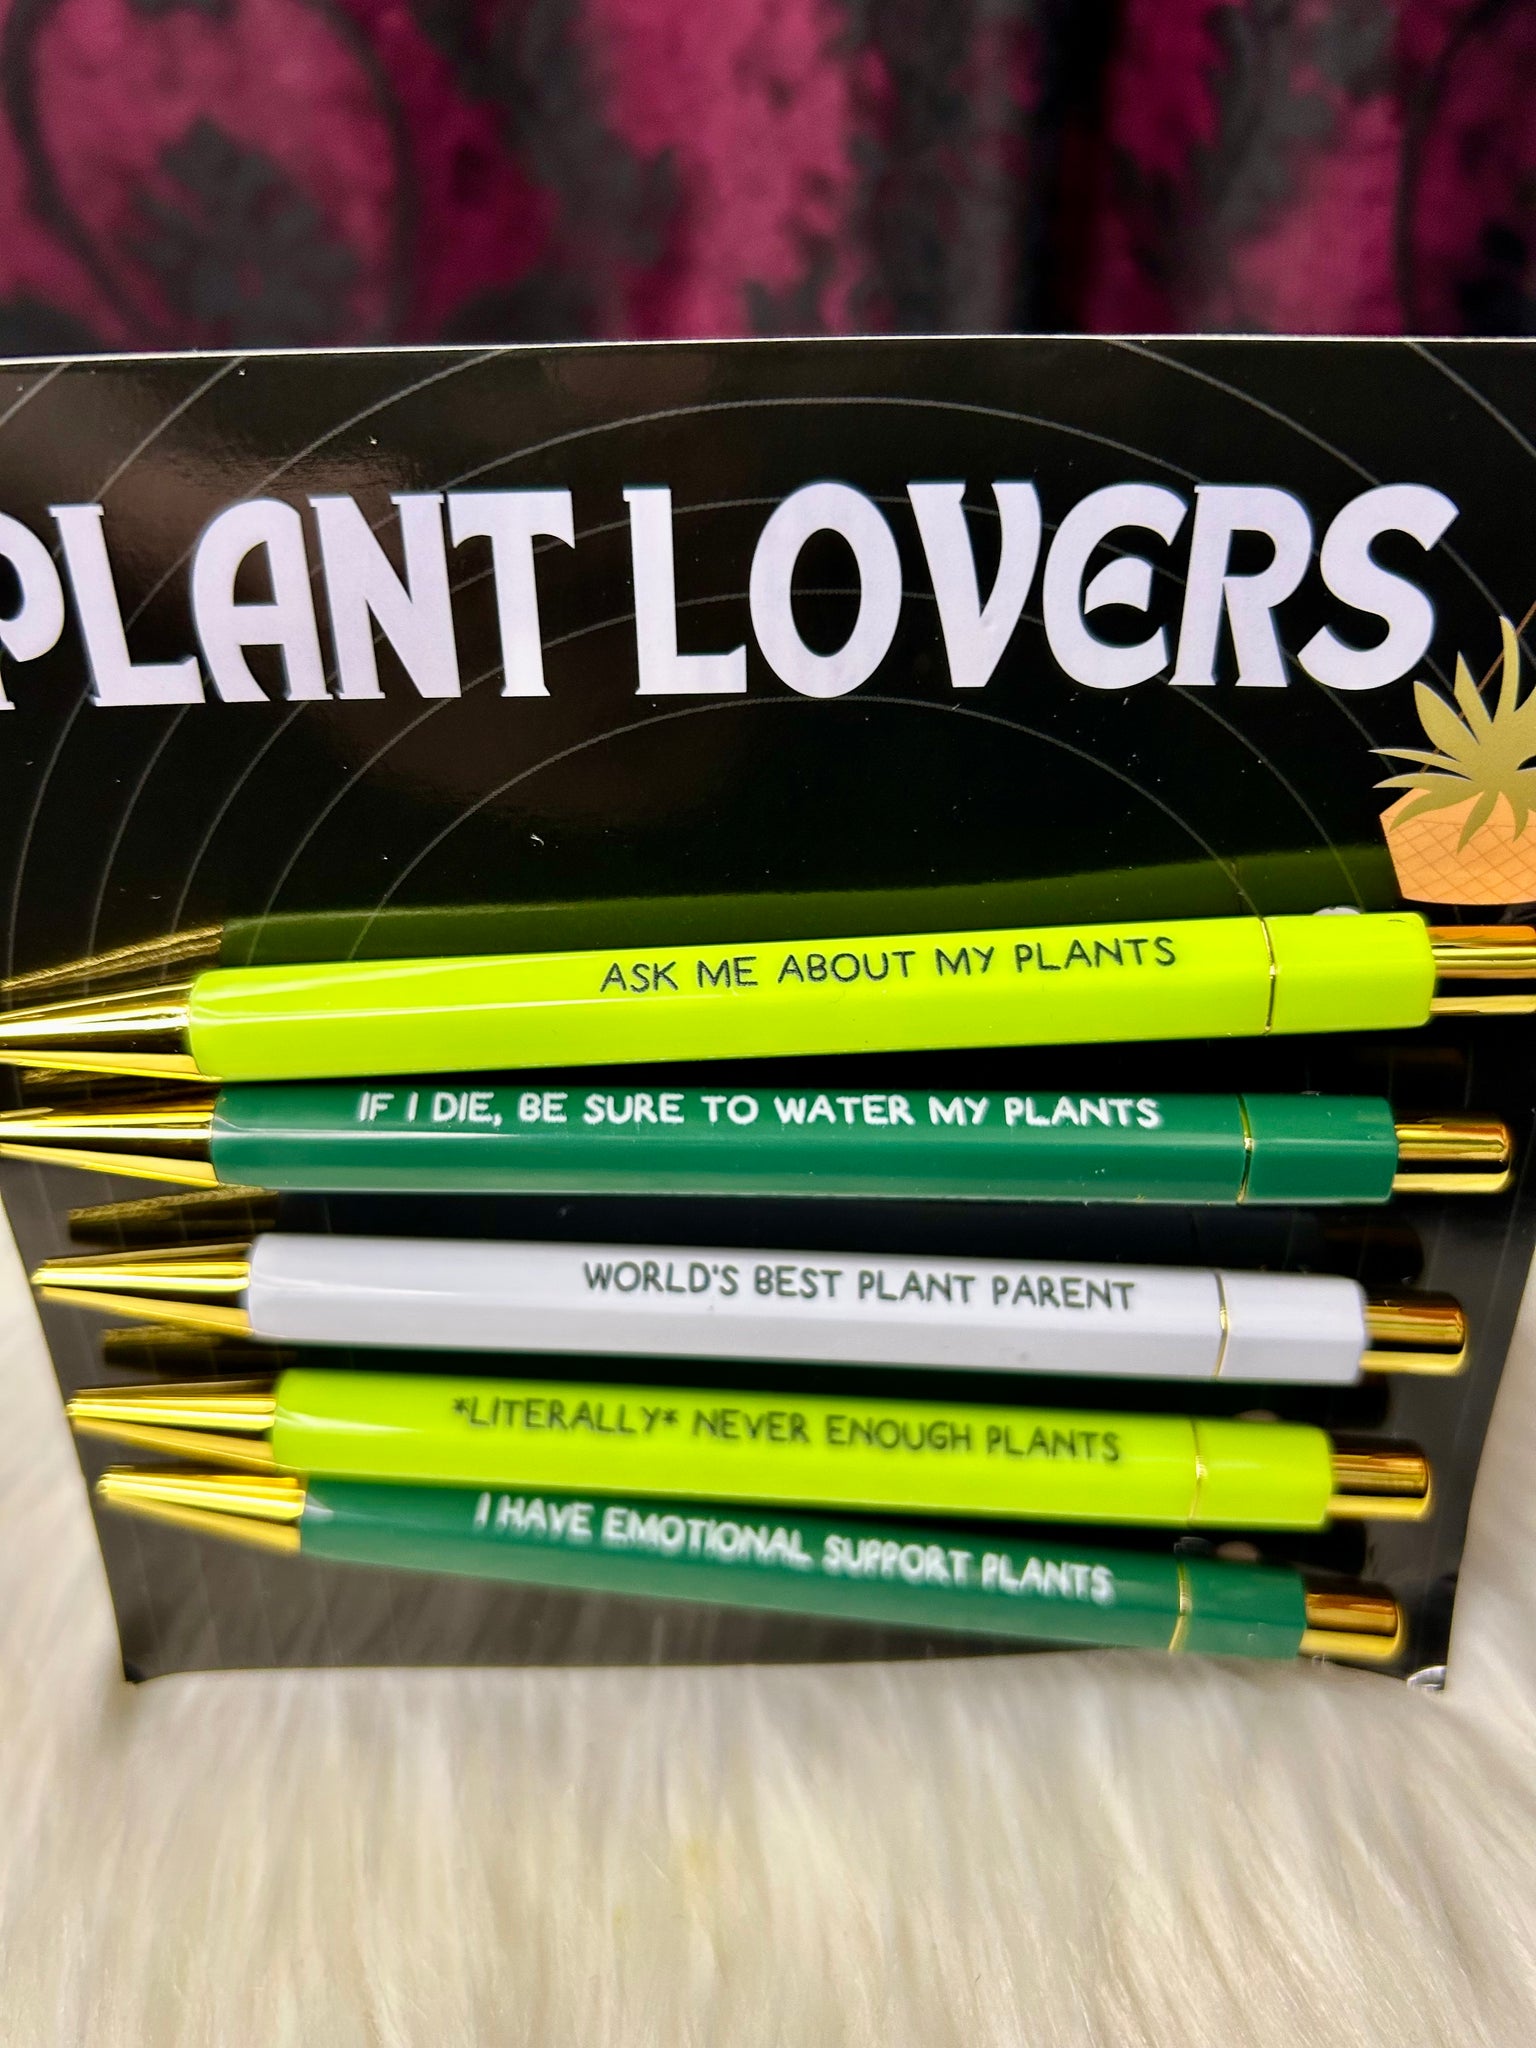 PLANT LOVERS
ASK ME ABOUT MY PLANTS
IF I DIE, BE SURE TO WATER MY PLANTS
WORLD'S BEST PLANT PARENT
*LITERALLY* NEVER ENOUGH PLANTS
I HAVE EMOTIONAL SUPPORT PLANTS